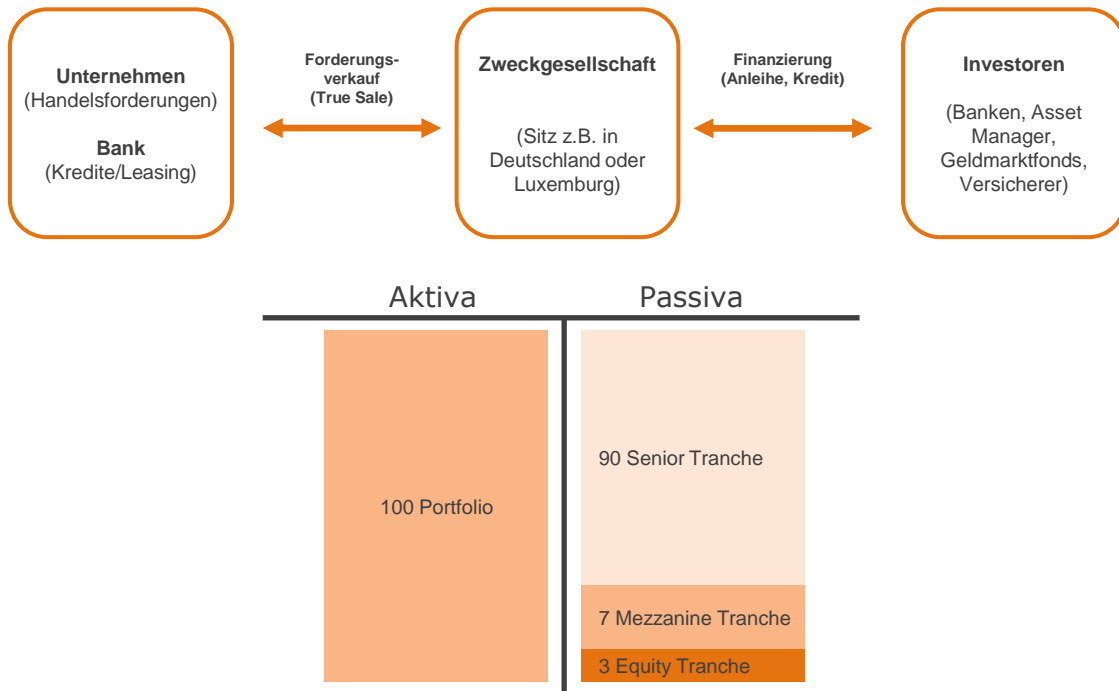 Unternehmen
(Handelsforderungen)
Bank
(Kredite/Leasing)
Forderungs-
verkauf
(True Sale)
Zweckgesellschaft
(Sitz z.B. in
Deutschland oder
Luxemburg)
Finanzierung
(Anleihe, Kredit)
Investoren
(Banken, Asset
Manager,
Geldmarktfonds,
Versicherer)
Aktiva
Passiva
100 Portfolio
90 Senior Tranche
7 Mezzanine Tranche
3 Equity Tranche